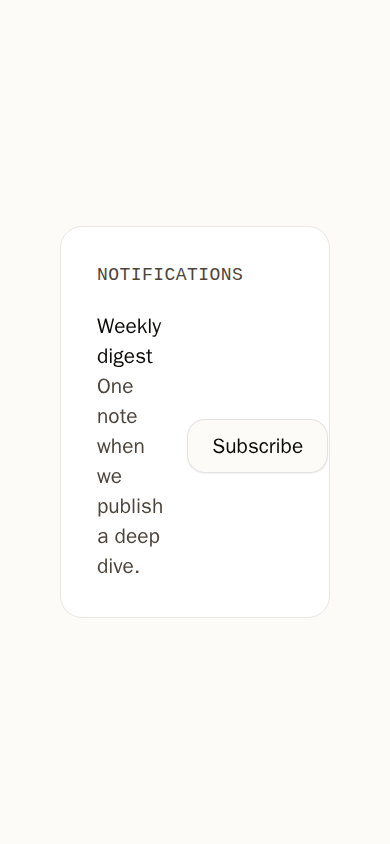 NOTIFICATIONS
Weekly
digest
One
note
when
we
publish
a deep
dive.
Subscribe